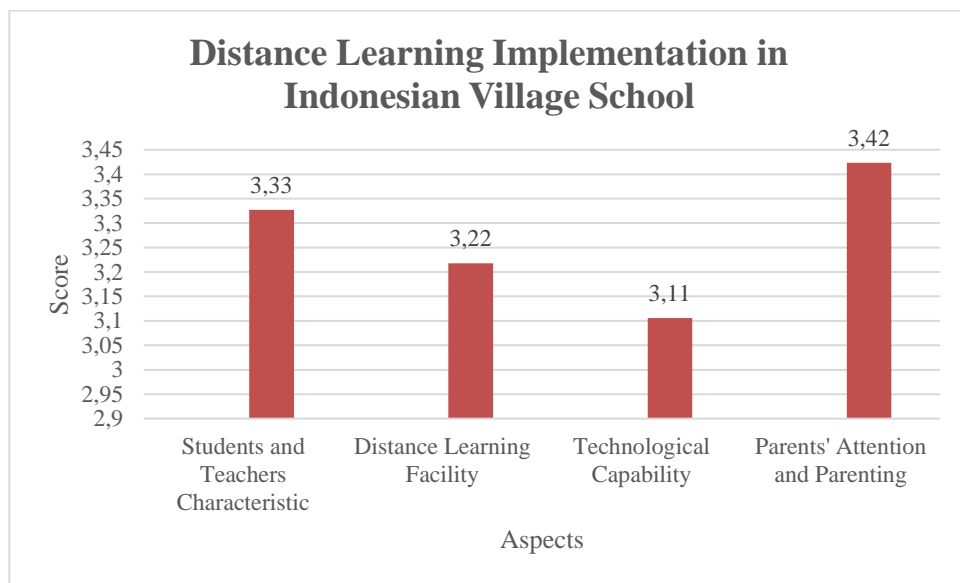 Distance Learning Implementation in
Indonesian Village School
3,45
3,4
3,35
3,3
3,25
3,2
3,15
3,1
3,05
3
2,95
2,9
Score
3,33
3,22
3,11
3,42
Students and
Teachers
Characteristic
Distance Learning
Facility
Technological
Capability
Parents' Attention
and Parenting
Aspects